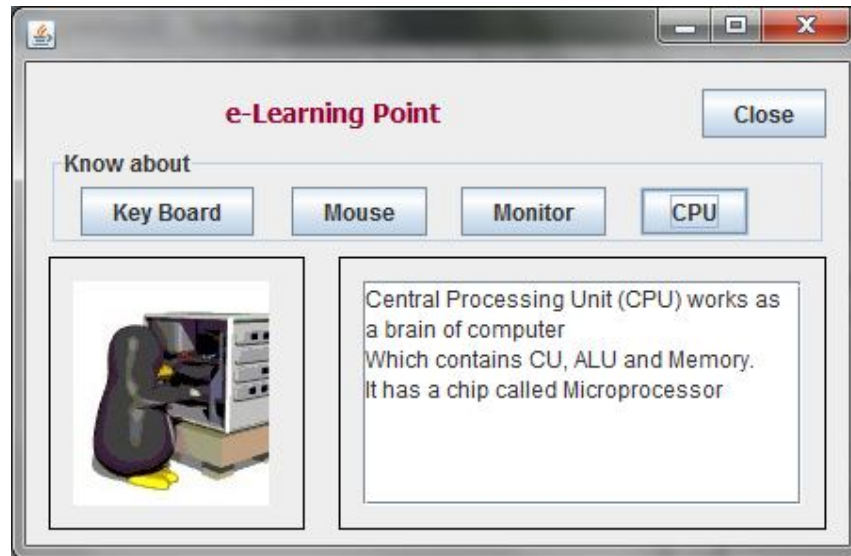 e-Learning Point
Close
Know about
Key Board Mouse Monitor CPU
Central Processing Unit (CPU) works as
a brain of computer
Which contains CU, ALU and Memory.
It has a chip called Microprocessor